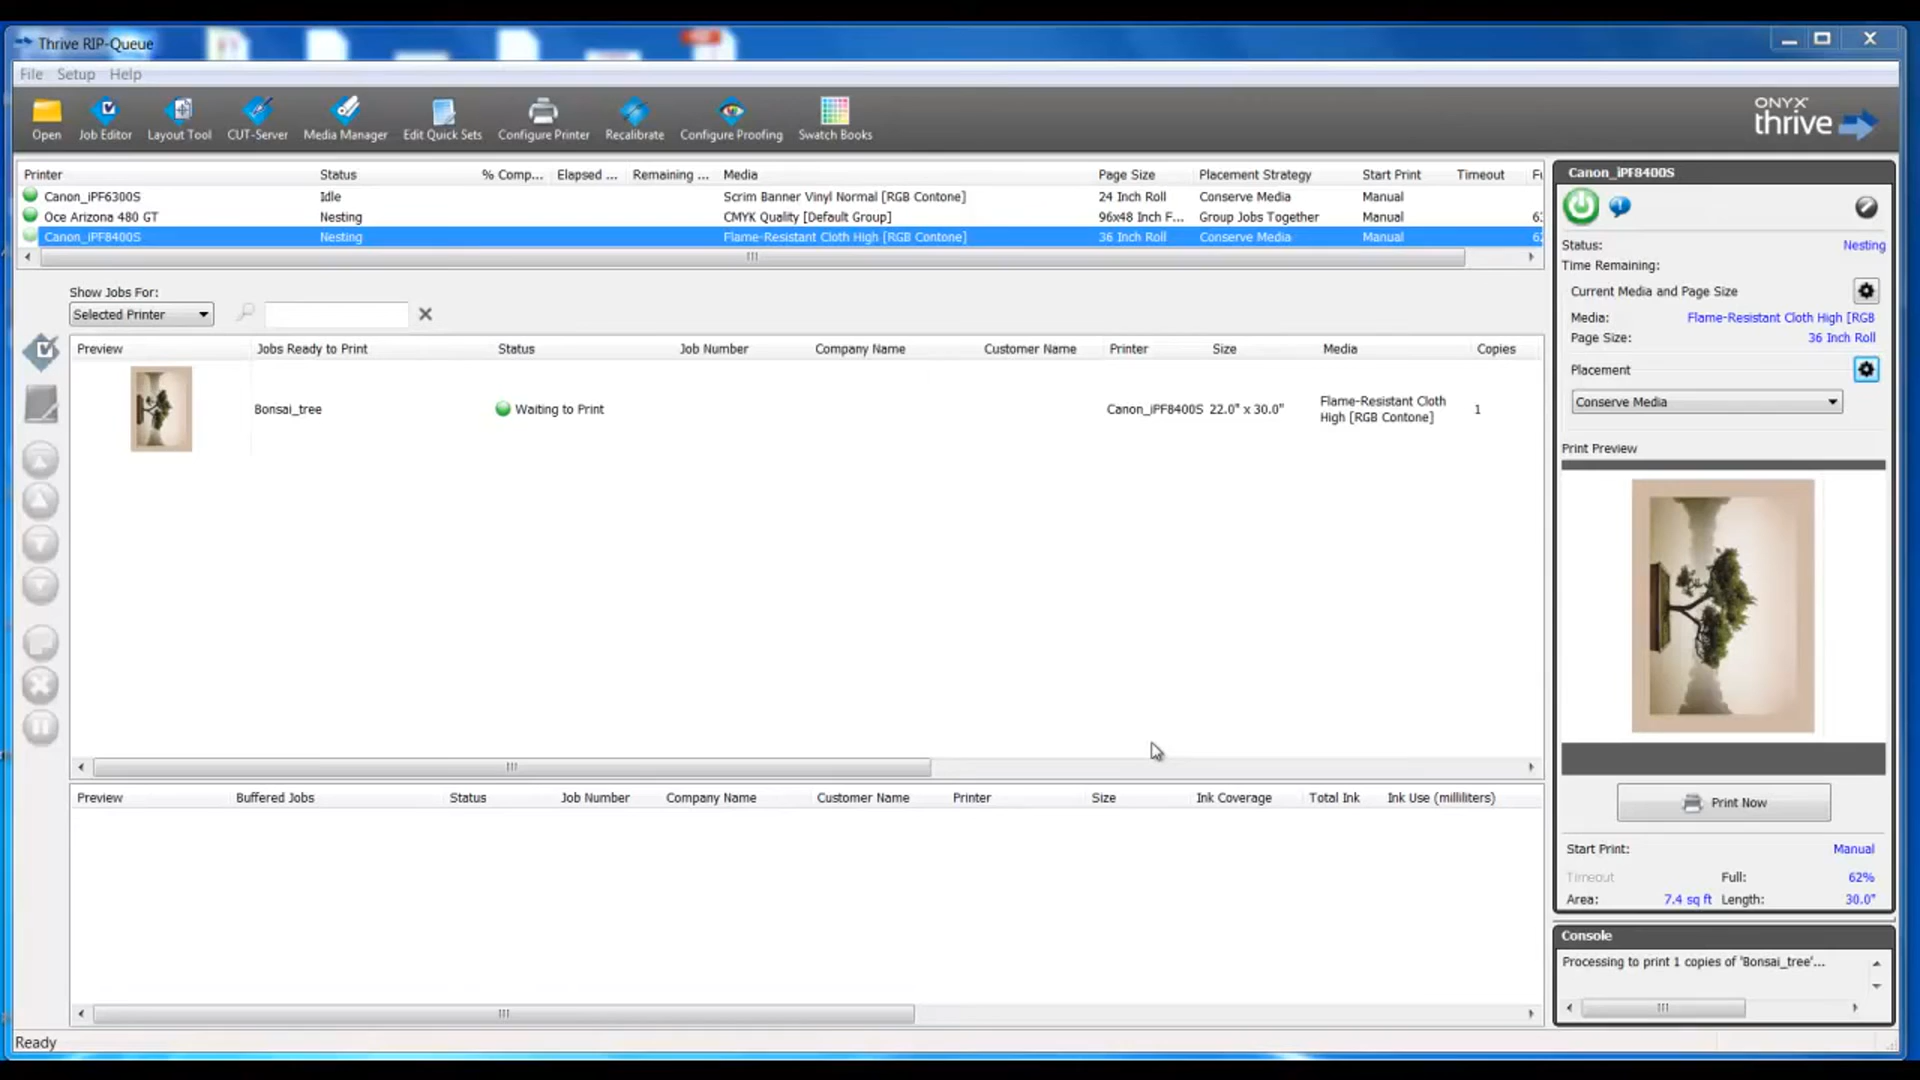 Thrive RIP-Queue
File Setup Help
Open Job Editor Layout Tool CUT-Server Media Manager Edit Quick Sets Configure Printer Recalibrate Configure Proofing Swatch Books
ONYX
thrive
Printer Status % Comp... Elapsed ... Remaining ... Media Page Size Placement Strategy Start Print Timeout Fu
Canon_iPF6300S Idle Scrim Banner Vinyl Normal [RGB Contone] 24 Inch Roll Conserve Media Manual
Oce Arizona 480 GT Nesting CMYK Quality [Default Group] 96x48 Inch F... Group Jobs Together Manual
Canon_iPF8400S Nesting Flame-Resistant Cloth High [RGB Contone] 36 Inch Roll Conserve Media Manual
Show Jobs For:
Selected Printer
Preview Jobs Ready to Print Status Job Number Company Name Customer Name Printer Size Media Copies
Bonsai_tree Waiting to Print Canon_iPF8400S 22.0" x 30.0" Flame-Resistant Cloth 1
High [RGB Contone]
Preview Buffered Jobs Status Job Number Company Name Customer Name Printer Size Ink Coverage Total Ink Ink Use (milliliters)
Ready
Canon_iPF8400S
Status: Nesting
Time Remaining:
Current Media and Page Size
Media: Flame-Resistant Cloth High [RGB
Page Size: 36 Inch Roll
Placement
Conserve Media
Print Preview
Print Now
Start Print: Manual
Timeout Full: 62%
Area: 7.4 sq ft Length: 30.0"
Console
Processing to print 1 copies of 'Bonsai_tree'...